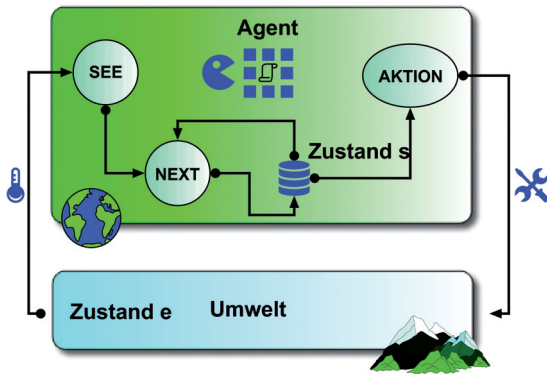 Agent
SEE
AKTION
Zustand s
NEXT
Zustand e
Umwelt